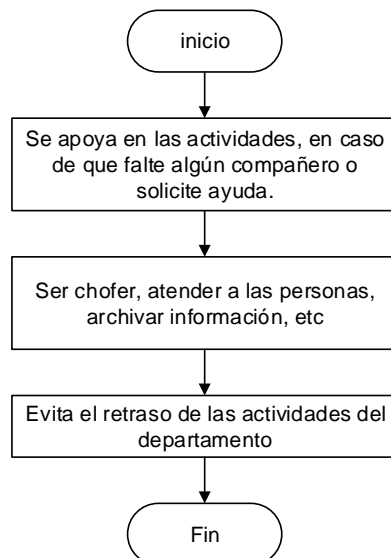 inicio
Se apoya en las actividades, en caso
de que falte algún compañero o
solicite ayuda.
Ser chofer, atender a las personas,
archivar información, etc
Evita el retraso de las actividades del
departamento
Fin